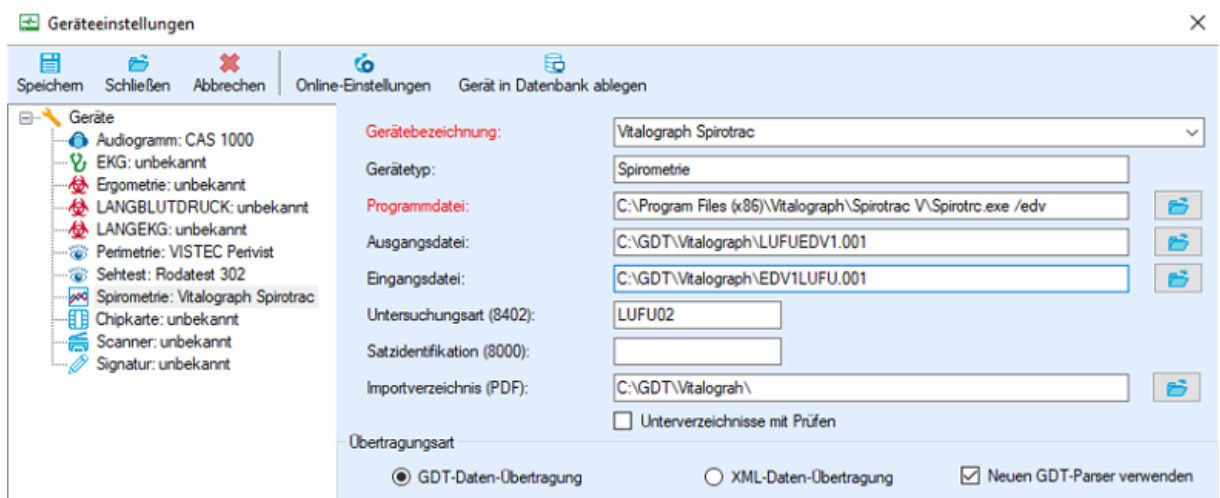 Geräteeinstellungen
Speichern Schließen Abbrechen Online-Einstellungen Gerät in Datenbank ablegen
Geräte
Audiogramm: CAS 1000
EKG: unbekannt
Ergometrie: unbekannt
LANGBLUTDRUCK: unbekannt
LANGEKG: unbekannt
Perimetrie: VISTEC Perivist
Sehtest: Rodatest 302
Spirometrie: Vitalograph Spirotrac
Chipkarte: unbekannt
Scanner: unbekannt
Signatur: unbekannt
Gerätebezeichnung: Vitalograph Spirotrac
Gerätetyp: Spirometrie
Programmdatei: C:\Program Files (x86)\Vitalograph\Spirotrac V\Spirotrc.exe /edv
Ausgangsdatei: C:\GDT\Vitalograph\LUFUEDV1.001
Eingangsdatei: C:\GDT\Vitalograph\EDV1LUFU.001
Untersuchungsart (8402): LUFU02
Satzidentifikation (8000):
Importverzeichnis (PDF): C:\GDT\Vitalograh\
Unterverzeichnisse mit Prüfen
Übertragungsart
GDT-Daten-Übertragung XML-Daten-Übertragung Neuen GDT-Parser verwenden